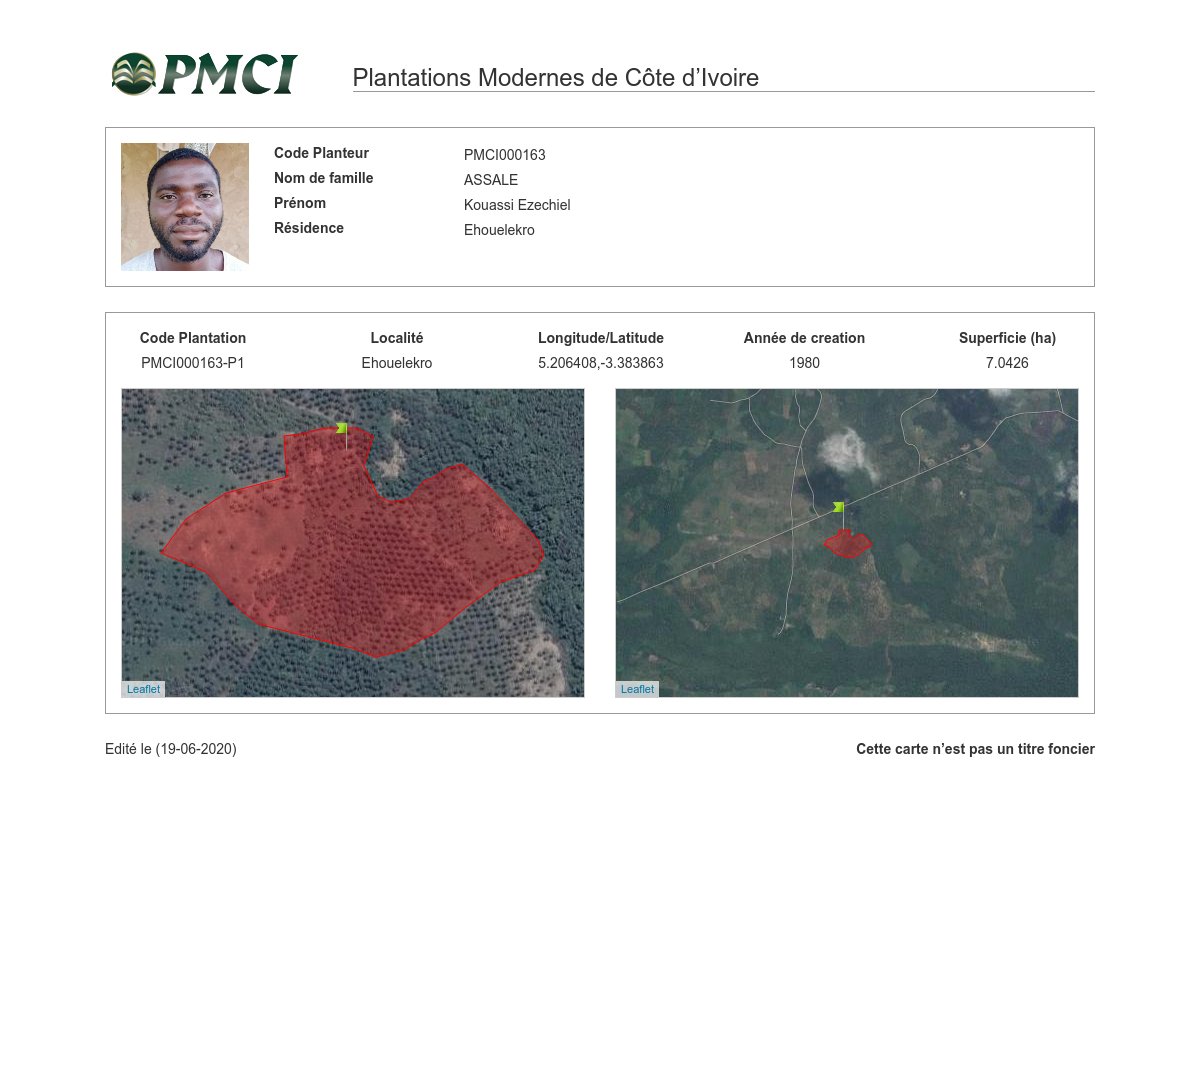 PMCI
Plantations Modernes de Côte d’Ivoire
Code Planteur PMCI000163
Nom de famille ASSALE
Prénom Kouassi Ezechiel
Résidence Ehouelekro
Code Plantation Localité Longitude/Latitude Année de creation Superficie (ha)
PMCI000163-P1 Ehouelekro 5.206408,-3.383863 1980 7.0426
Leaflet Leaflet
Edité le (19-06-2020) Cette carte n’est pas un titre foncier